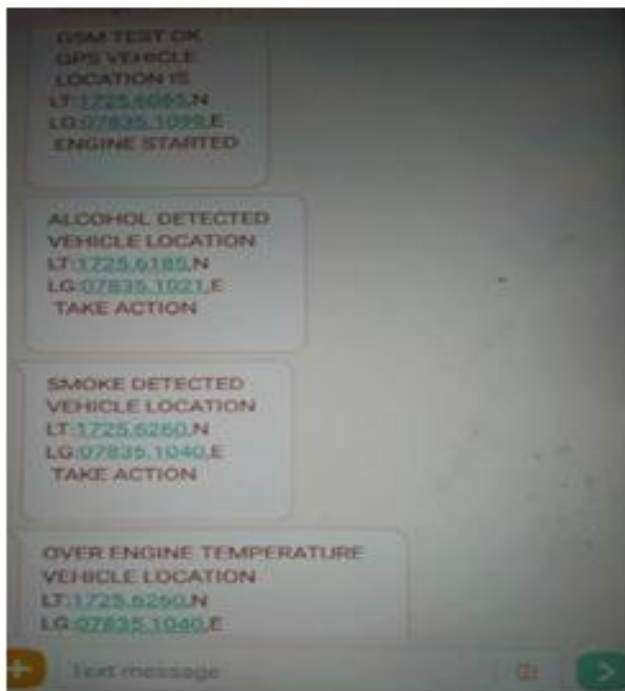 GSM TEST OK
GPS VEHICLE
LOCATION IS
LT:1725.6065,N
LG:07835.1099,E
ENGINE STARTED
ALCOHOL DETECTED
VEHICLE LOCATION
LT:1725.6185,N
LG:07835.1021,E
TAKE ACTION
SMOKE DETECTED
VEHICLE LOCATION
LT:1725.6260,N
LG:07835.1040,E
TAKE ACTION
OVER ENGINE TEMPERATURE
VEHICLE LOCATION
LT:1725.6260,N
LG:07835.1040,E
Text message